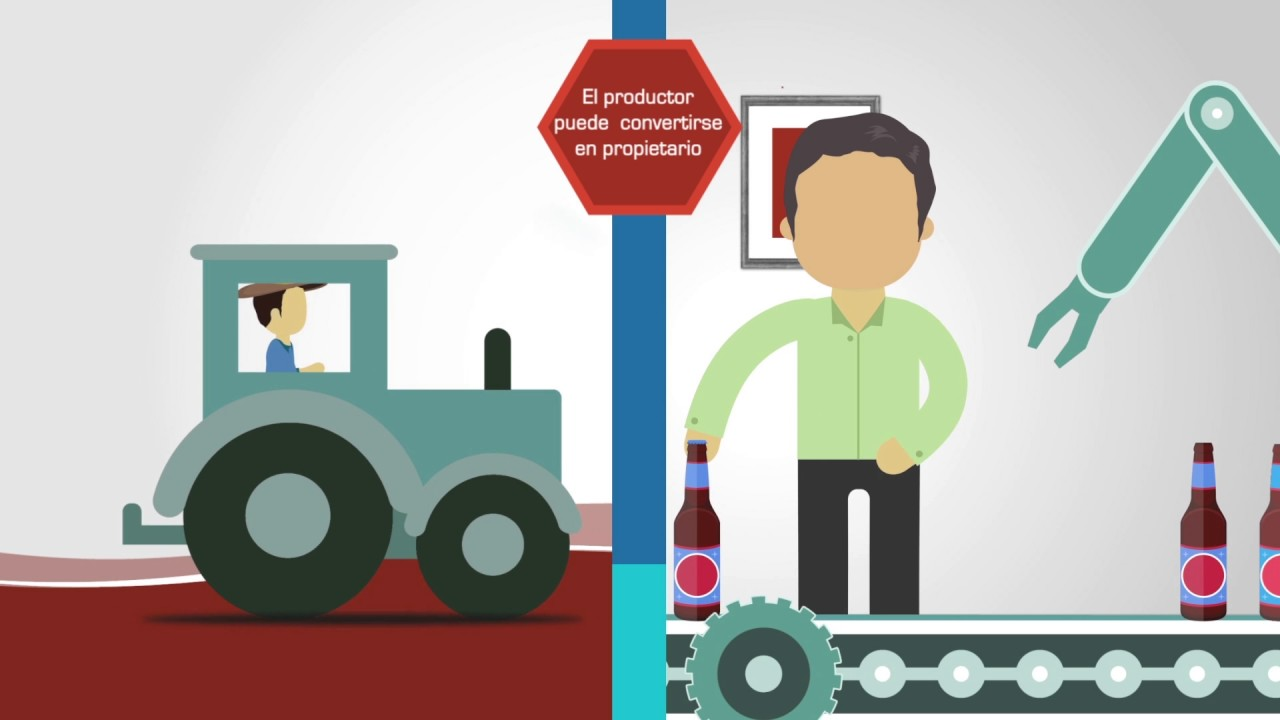 El productor
puede convertirse
en propietario